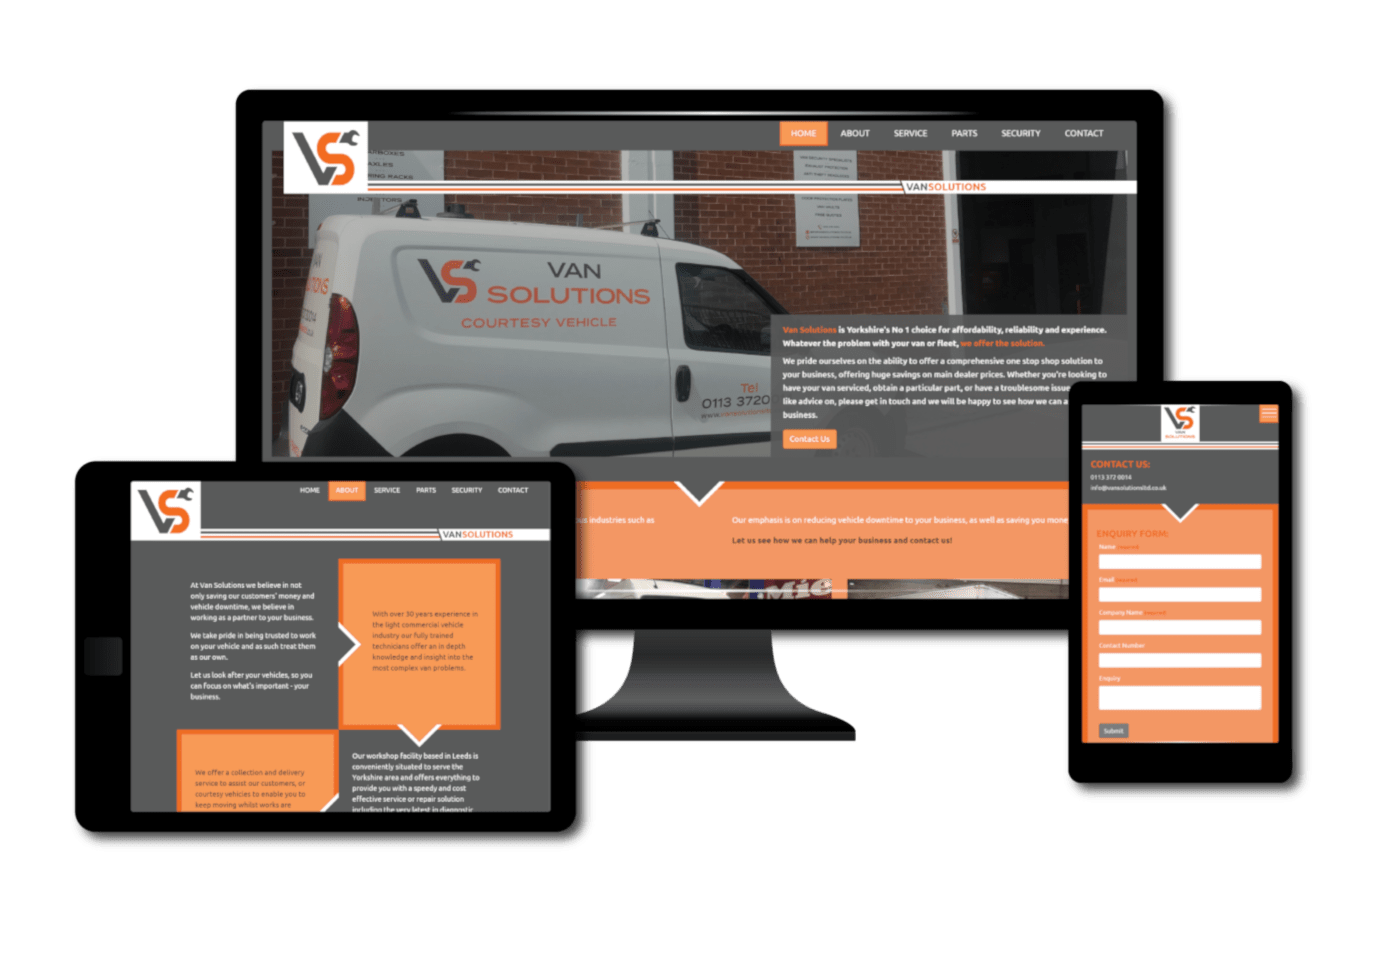 VS
HOME ABOUT SERVICE PARTS SECURITY CONTACT
AXLES
RING RACKS
INJECTORS
VANSOLUTIONS
VAN
VS VAN
SOLUTIONS
COURTESY VEHICLE
Tel
0113 3720
Van Solutions is Yorkshire's No 1 choice for affordability, reliability and experience.
Whatever the problem with your van or fleet, we offer the solution.
We pride ourselves on the ability to offer a comprehensive one stop shop solution to
your business, offering huge savings on main dealer prices. Whether you're looking to
have your van serviced, obtain a particular part, or have a troublesome issue
like advice on, please get in touch and we will be happy to see how we can
business.
Contact Us
industries such as
Our emphasis is on reducing vehicle downtime to your business, as well as saving you
Let us see how we can help your business and contact us!
VS
HOME ABOUT SERVICE PARTS SECURITY CONTACT
VANSOLUTIONS
At Van Solutions we believe in not
only saving our customers' money and
vehicle downtime, we believe in
working as a partner to your business.
We take pride in being trusted to work
on your vehicle and as such treat them
as our own.
Let us look after your vehicles, so you
can focus on what's important - your
business.
With over 30 years experience in
the light commercial vehicle
industry our fully trained
technicians offer an in depth
knowledge and insight into the
most complex van problems.
We offer a collection and delivery
service to assist our customers, or
courtesy vehicles to enable you to
keep moving whilst works are
Our workshop facility based in Leeds is
conveniently situated to serve the
Yorkshire area and offers everything to
provide you with a speedy and cost
effective service or repair solution
including the very latest in diagnostic
VS
VAN
SOLUTIONS
CONTACT US:
0113 372 0014
info@vansolutionsltd.co.uk
ENQUIRY FORM:
Name required
Email required
Company Name required
Contact Number
Enquiry
Submit